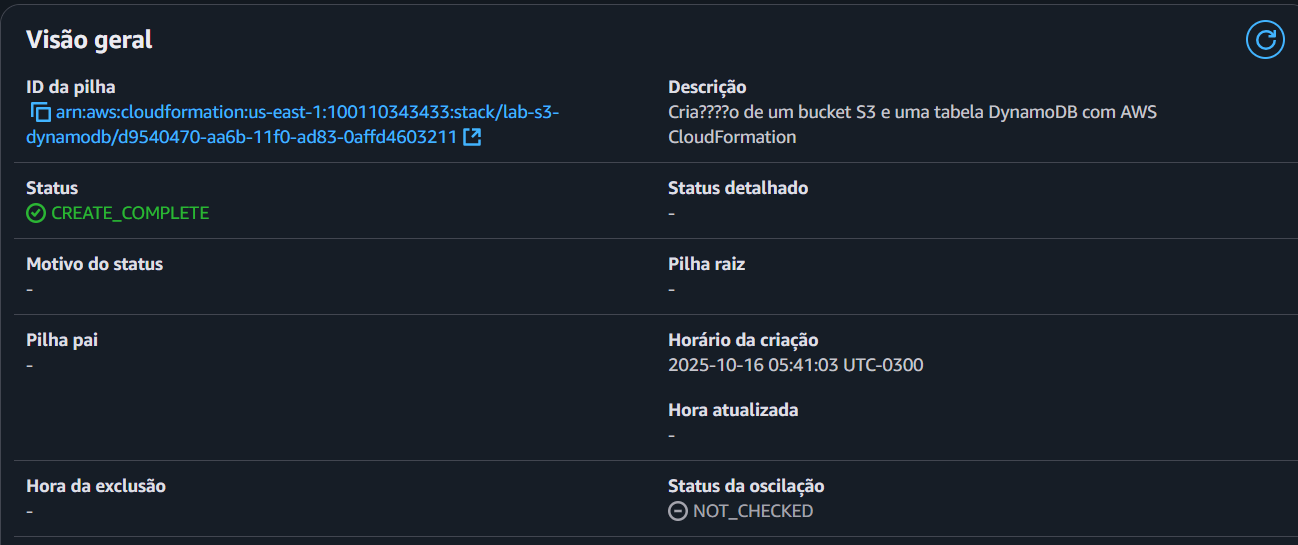 Visão geral
ID da pilha
arn:aws:cloudformation:us-east-1:100110343433:stack/lab-s3-
dynamodb/d9540470-aa6b-11f0-ad83-0affd4603211
Descrição
Cria????o de um bucket S3 e uma tabela DynamoDB com AWS
CloudFormation
Status
CREATE_COMPLETE
Status detalhado
-
Motivo do status
-
Pilha raiz
-
Pilha pai
-
Horário da criação
2025-10-16 05:41:03 UTC-0300
Hora atualizada
-
Hora da exclusão
-
Status da oscilação
NOT_CHECKED